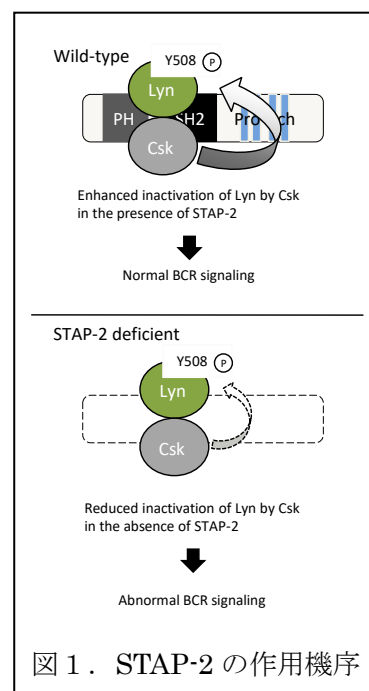 Wild-type
Y508 P
Lyn
PH SH2 Pro
Csk
Enhanced inactivation of Lyn by Csk
in the presence of STAP-2
Normal BCR signaling
STAP-2 deficient
Y508 P
Lyn
Csk
Reduced inactivation of Lyn by Csk
in the absence of STAP-2
Abnormal BCR signaling
図1. STAP-2 の作用機序